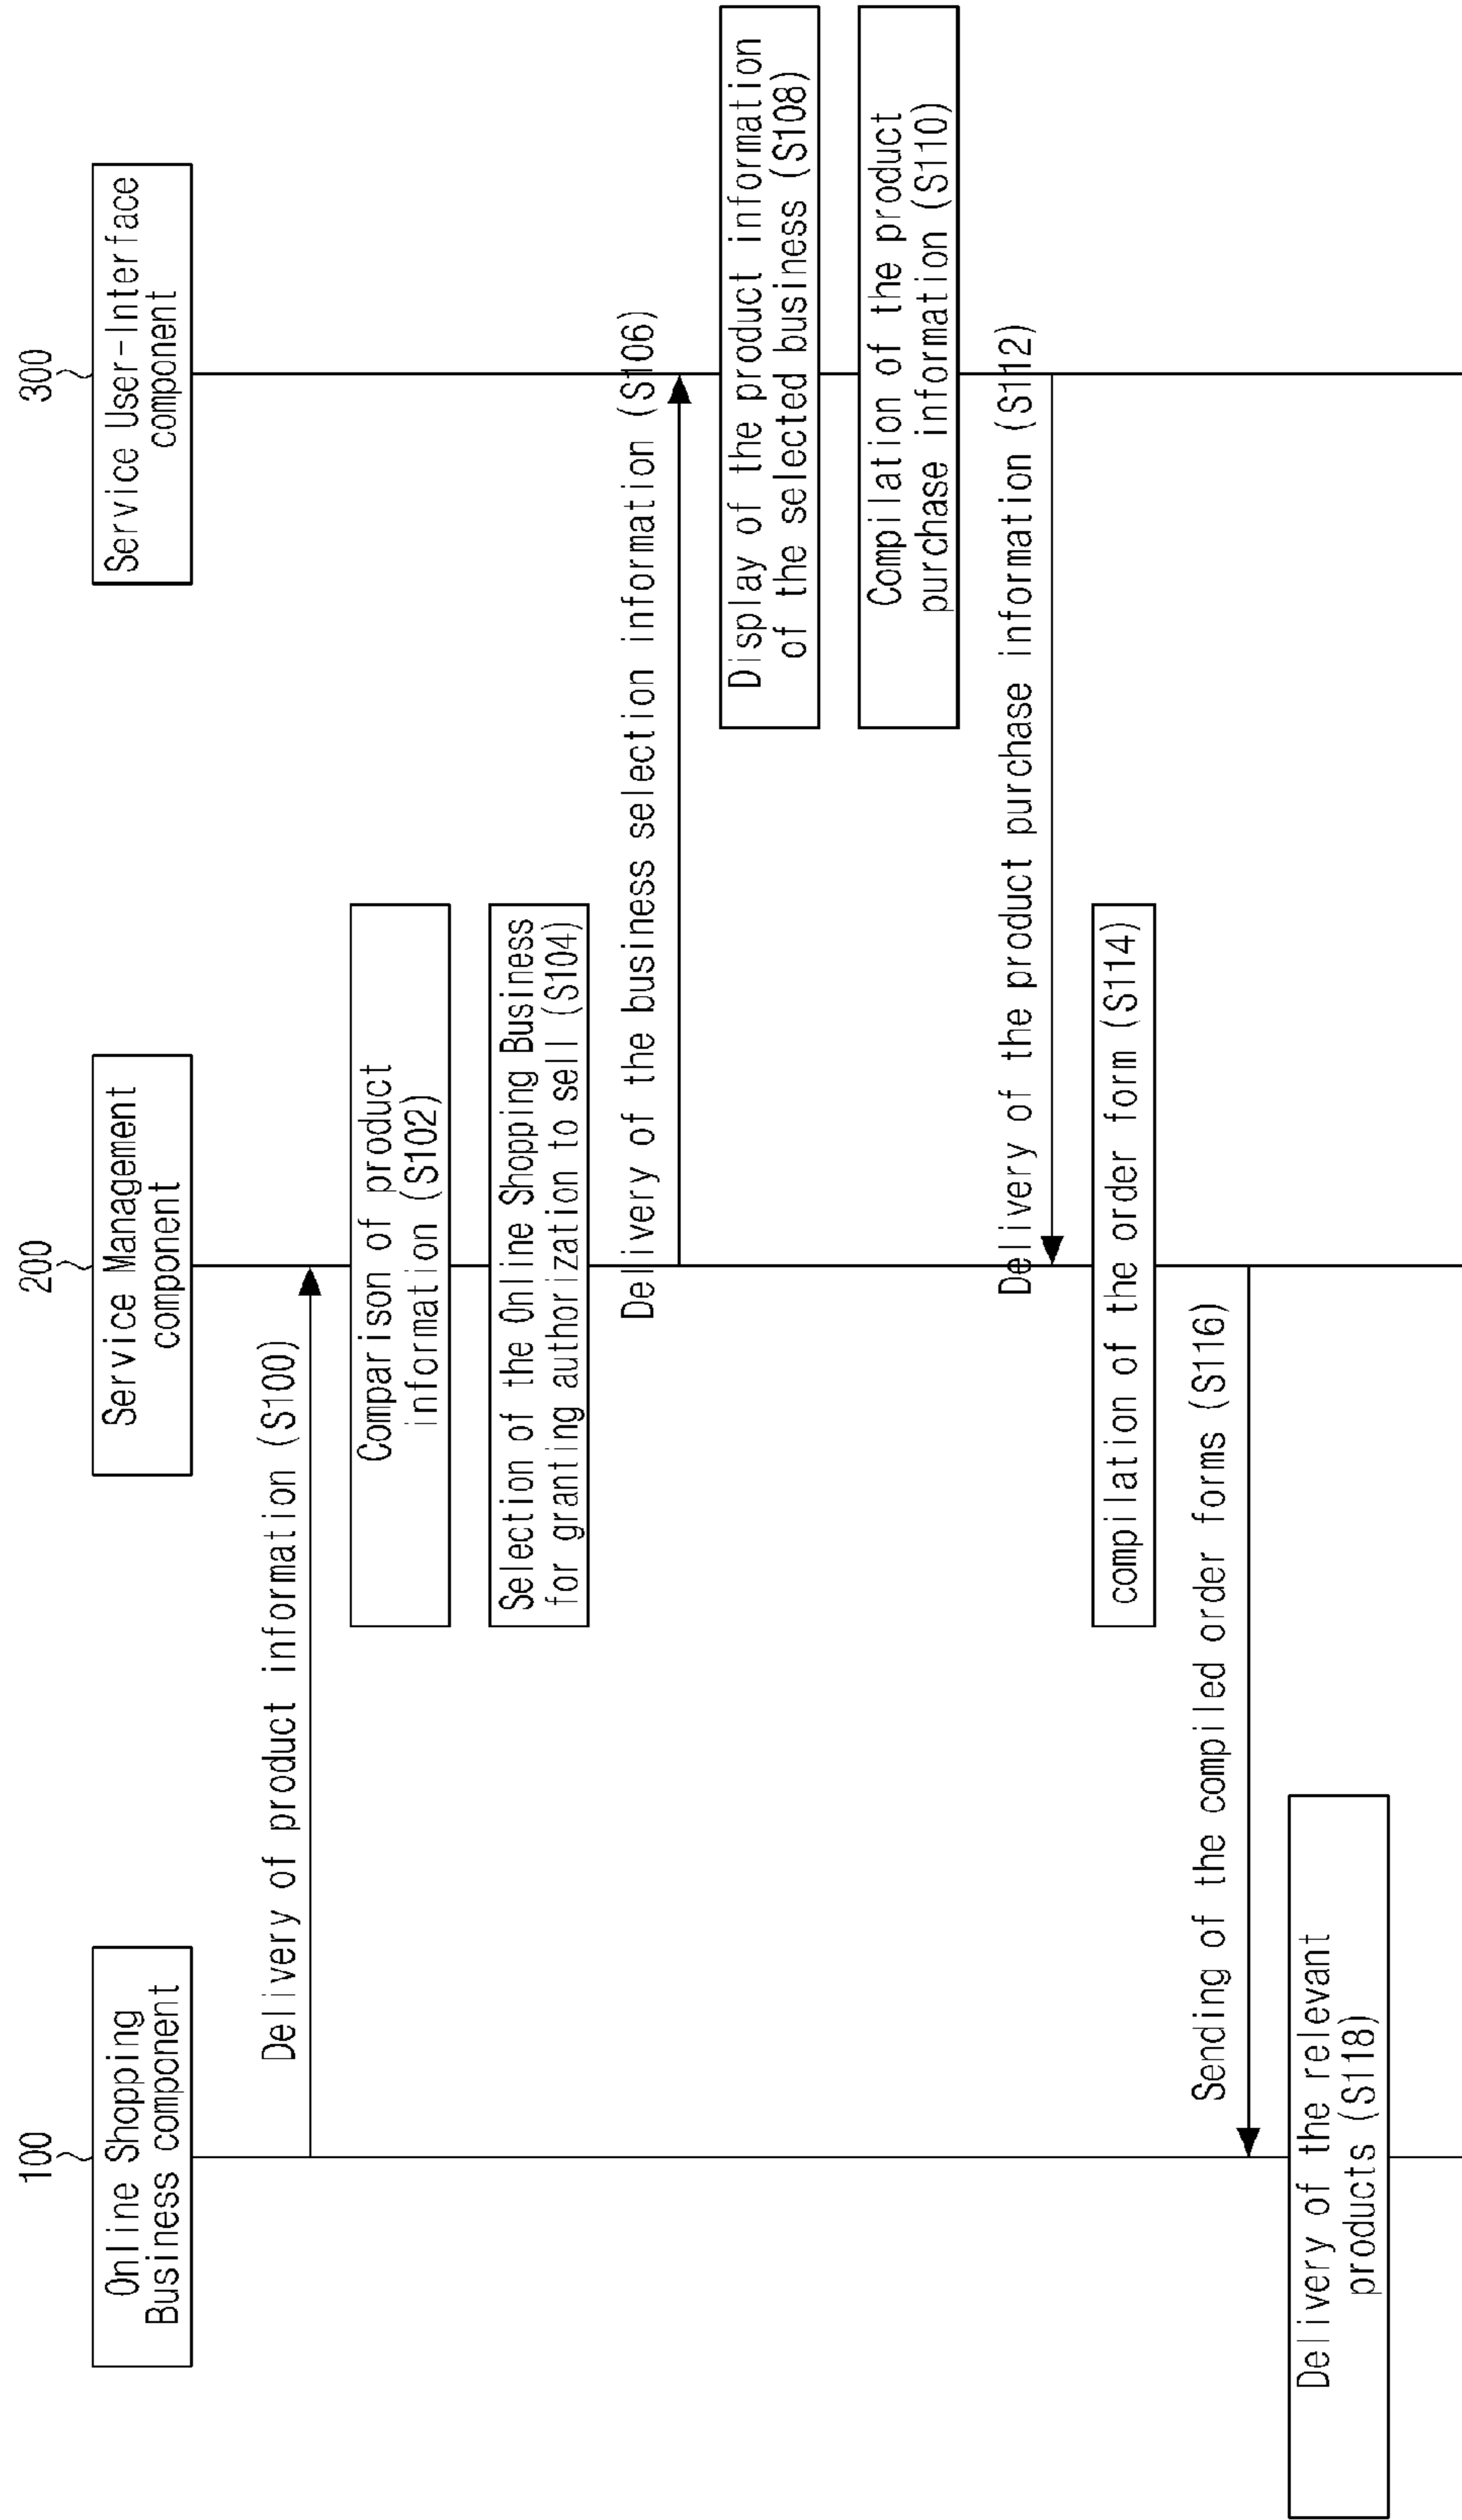 100
Online Shopping
Business component
200
Service Management
component
300
Service User-Interface
component
Delivery of product information (S100)
Comparison of product
information (S102)
Selection of the Online Shopping Business
for granting authorization to sell (S104)
Delivery of the business selection information (S106)
Display of the product information
of the selected business (S108)
Compilation of the product
purchase information (S110)
Delivery of the product purchase information (S112)
compilation of the order form (S114)
Sending of the compiled order forms (S116)
Delivery of the relevant
products (S118)